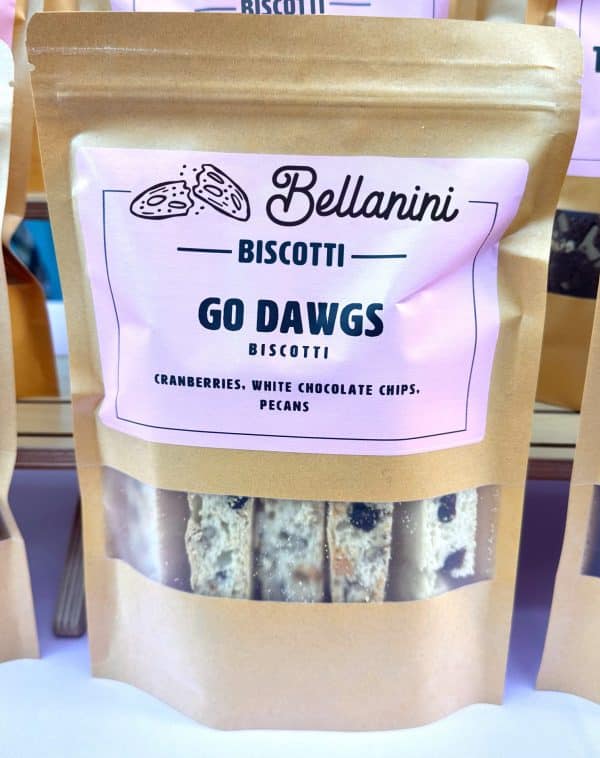 BISCOTTI
Bellanini
BISCOTTI
GO DAWGS
BISCOTTI
CRANBERRIES, WHITE CHOCOLATE CHIPS,
PECANS